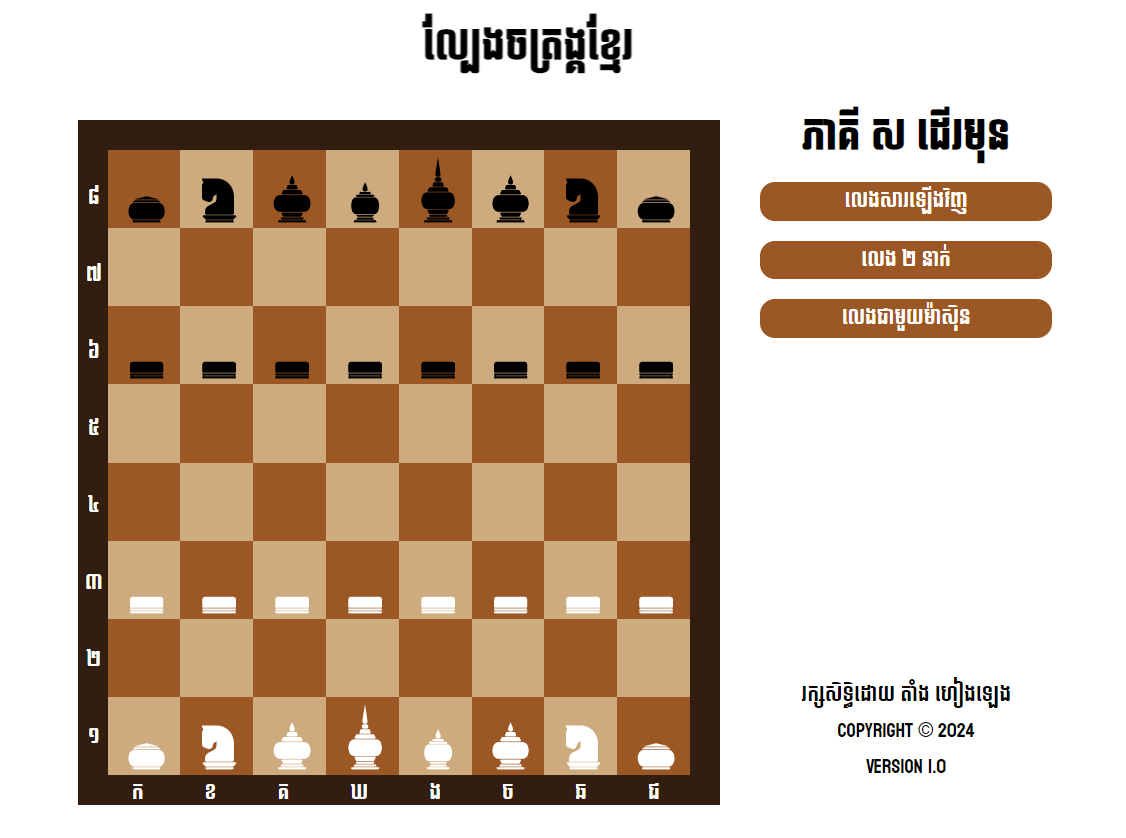 ល្បែងចត្រង្គខ្មែរ
ភាគី ស ដើរមុន
លេងសារឡើងវិញ
លេង ២ នាក់
លេងជាមួយម៉ាស៊ិន
៨
៧
៦
៥
៤
៣
២
១
ក ខ គ ឃ ង ច ឆ ជ
រក្សសិទ្ធិដោយ តាំង ហៀងឡេង
COPYRIGHT © 2024
VERSION 1.0